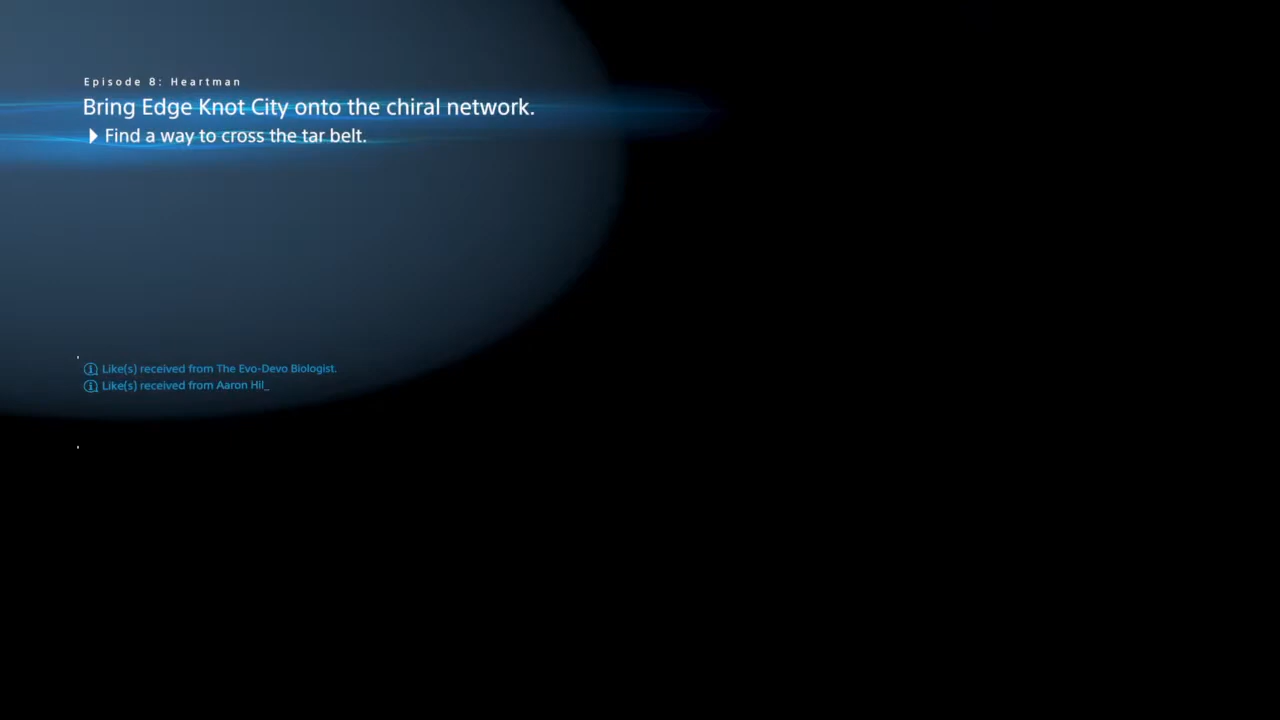 Episode 8: Heartman
Bring Edge Knot City onto the chiral network.
Find a way to cross the tar belt.
Like(s) received from The Evo-Devo Biologist.
Like(s) received from Aaron Hil_